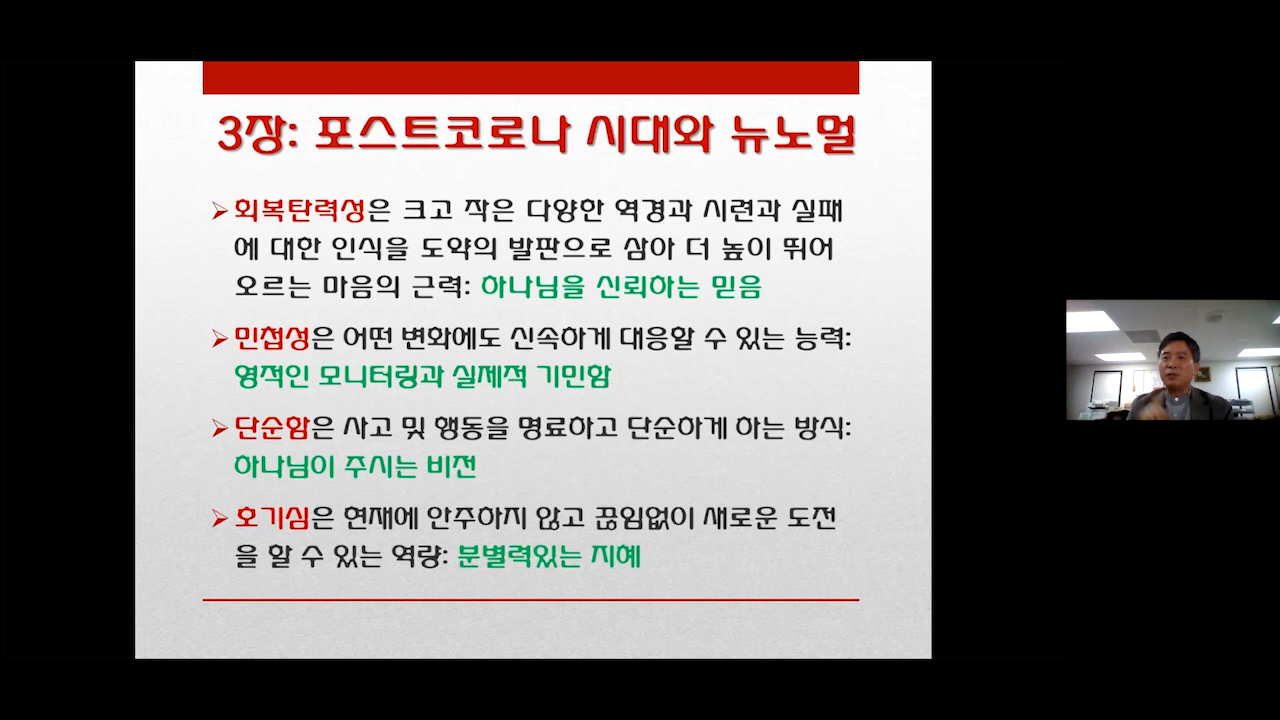 3장: 포스트코로나 시대와 뉴노멀
➢회복탄력성은 크고 작은 다양한 역경과 시련과 실패
에 대한 인식을 도약의 발판으로 삼아 더 높이 뛰어
오르는 마음의 근력: 하나님을 신뢰하는 믿음
➢민첩성은 어떤 변화에도 신속하게 대응할 수 있는 능력:
영적인 모니터링과 실제적 기민함
➢단순함은 사고 및 행동을 명료하고 단순하게 하는 방식:
하나님이 주시는 비전
➢호기심은 현재에 안주하지 않고 끊임없이 새로운 도전
을 할 수 있는 역량: 분별력있는 지혜